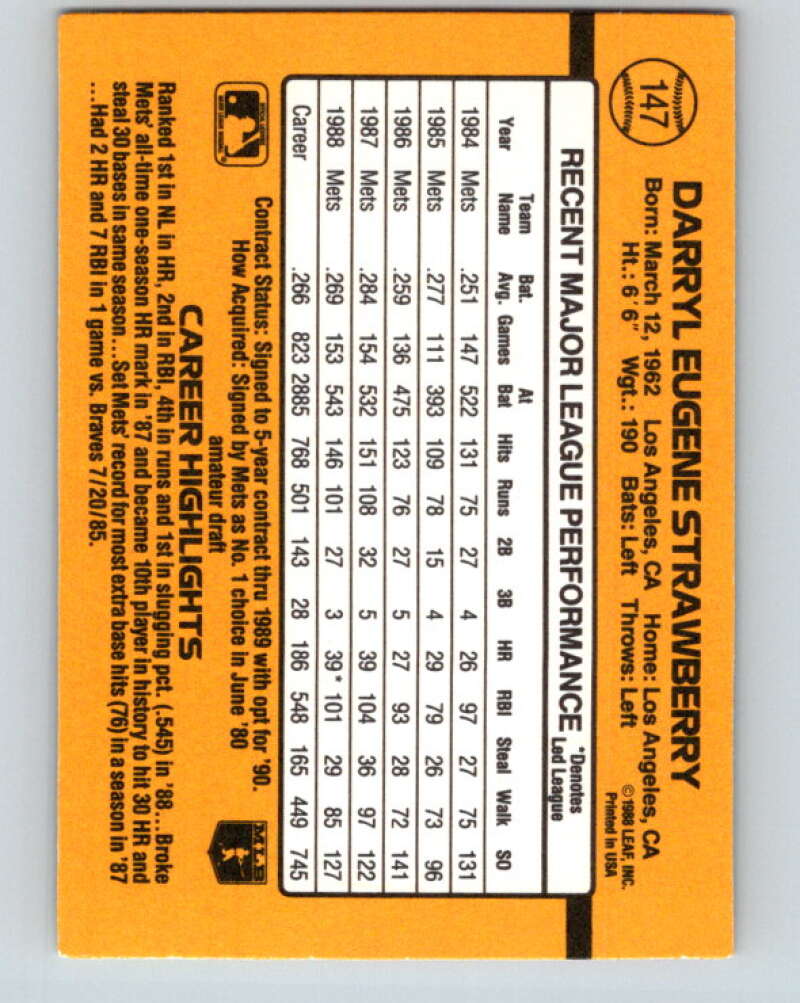 147
DARRYL EUGENE STRAWBERRY
Born: March 12, 1962 Los Angeles, CA Home: Los Angeles, CA
Ht.: 6'6" Wgt.: 190 Bats: Left Throws: Left
©1988 LEAF, INC.
Printed In USA
RECENT MAJOR LEAGUE PERFORMANCE
*Denotes
Led League
Year Team Name Bat. Avg. Games At Bat Hits Runs 2B 3B HR RBI Steal Walk SO
1984 Mets .251 147 522 131 75 27 4 26 97 27 75 131
1985 Mets .277 111 393 109 78 15 4 29 79 26 73 96
1986 Mets .259 136 475 123 76 27 5 27 93 28 72 141
1987 Mets .284 154 532 151 108 32 5 39 104 36 97 122
1988 Mets .269 153 543 146 101 27 3 39* 101 29 85 127
Career .266 823 2885 768 501 143 28 186 548 165 449 745
Contract Status: Signed to 5-year contract thru 1989 with opt for '90.
How Acquired: Signed by Mets as No. 1 choice in June '80
amateur draft
MLB
CAREER HIGHLIGHTS
Ranked 1st in NL in HR, 2nd in RBI, 4th in runs and 1st in slugging pct. (.545) in '88...Broke
Mets' all-time one-season HR mark in '87 and became 10th player in history to hit 30 HR and
steal 30 bases in same season...Set Mets' record for most extra base hits (76) in a season in '87
...Had 2 HR and 7 RBI in 1 game vs. Braves 7/20/85.